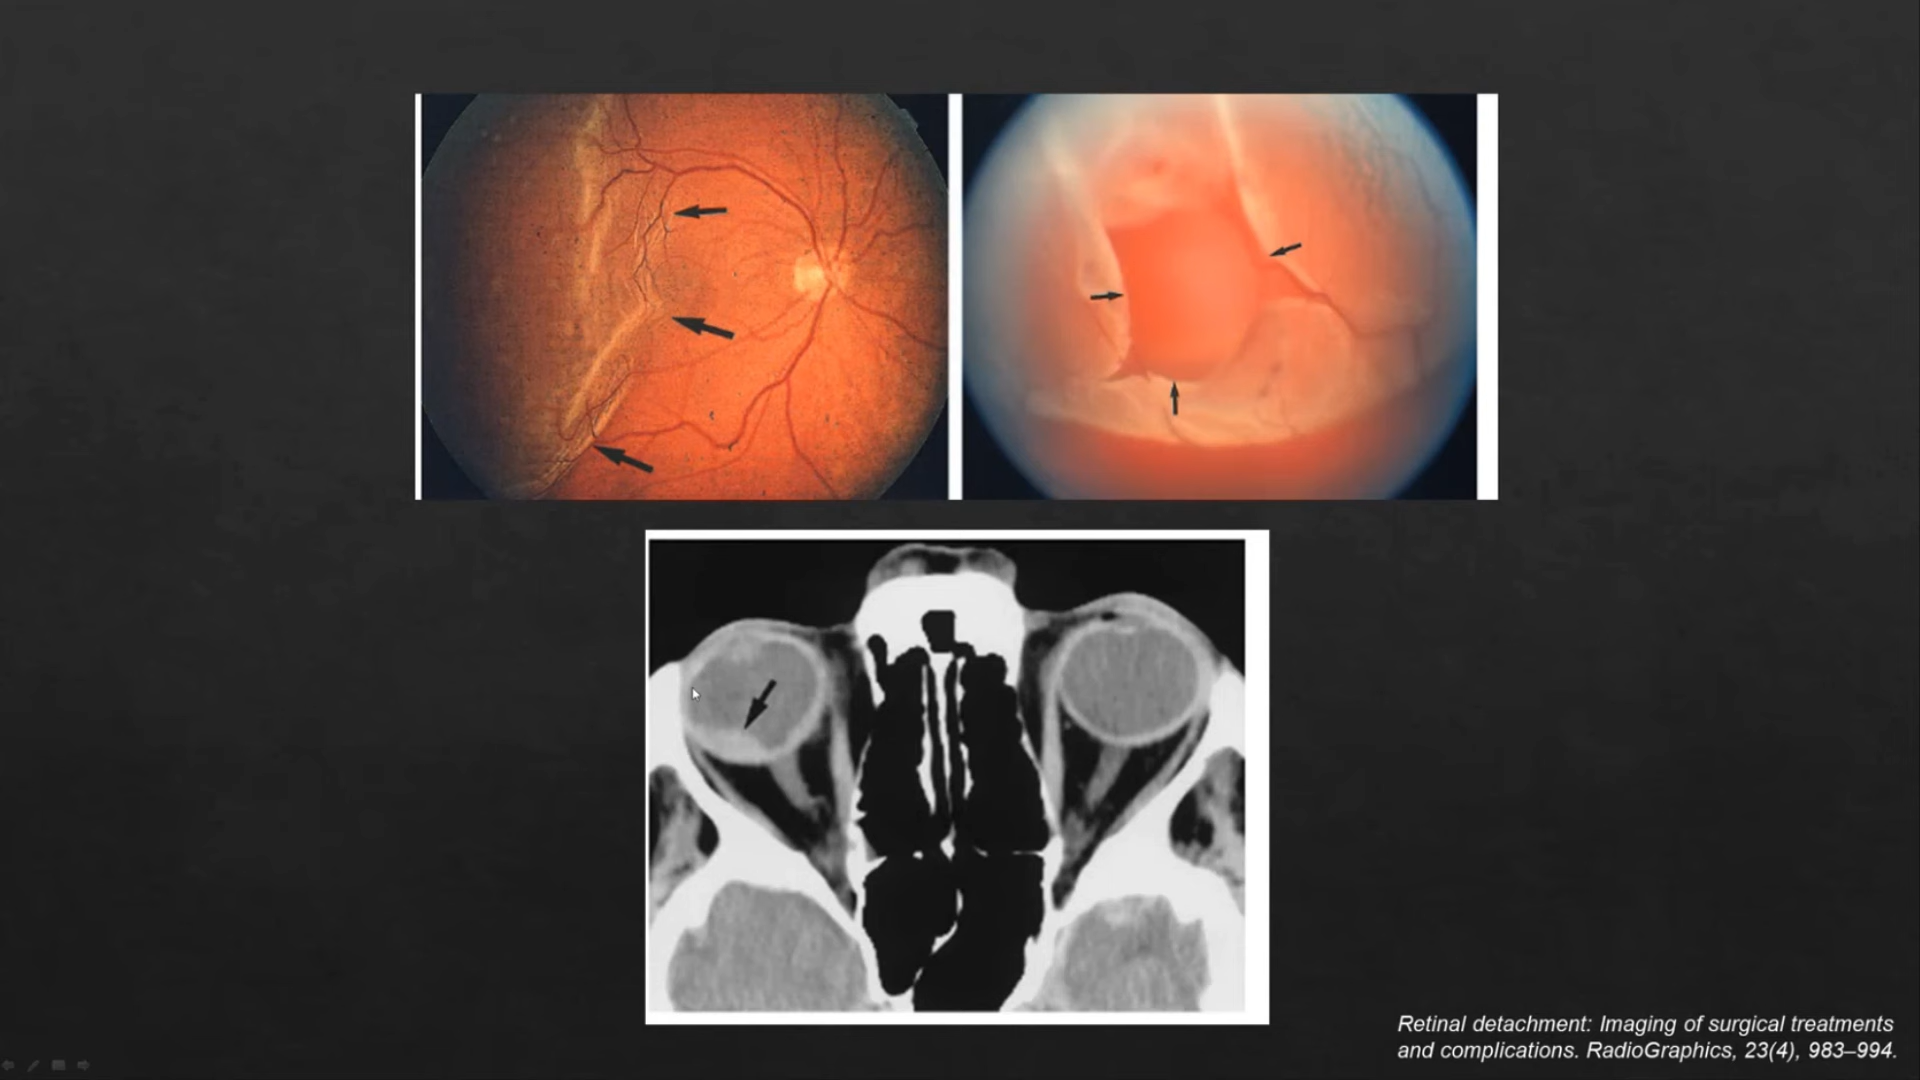 Retinal detachment: Imaging of surgical treatments
and complications. RadioGraphics, 23(4), 983–994.